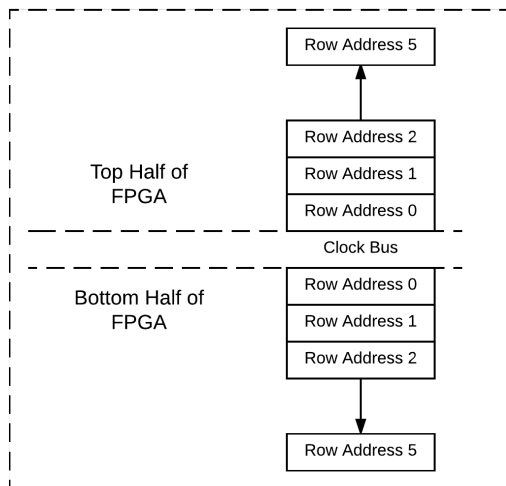 Row Address 5
Row Address 2
Row Address 1
Row Address 0
Top Half of
FPGA
Clock Bus
Row Address 0
Row Address 1
Row Address 2
Bottom Half of
FPGA
Row Address 5